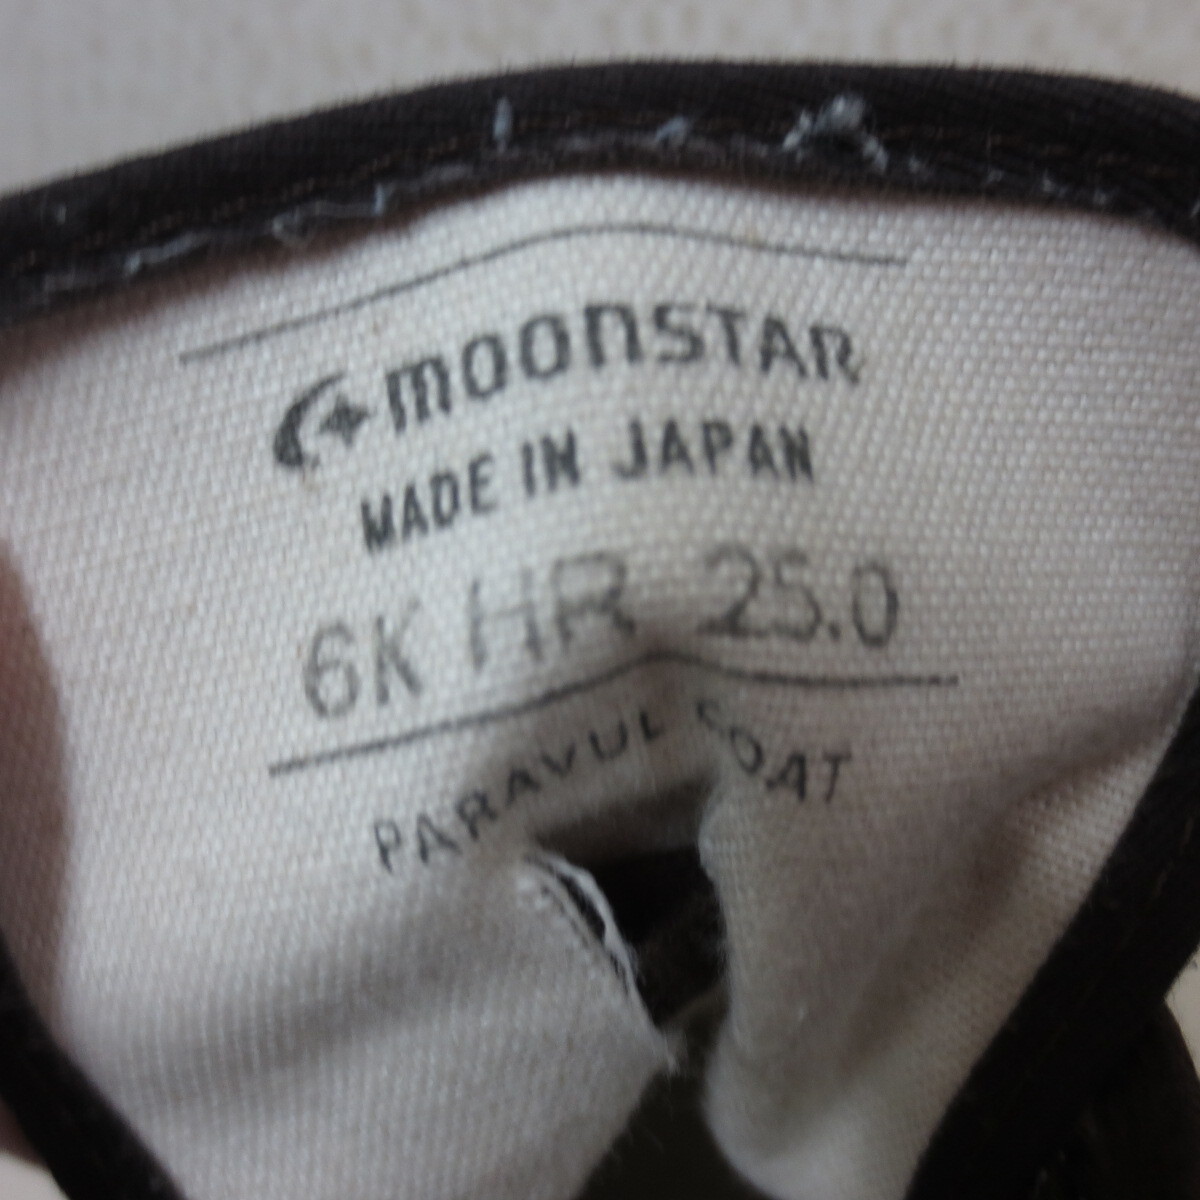 MOONSTAR
MADE IN JAPAN
6K HR 25.0
PARAVUL COAT